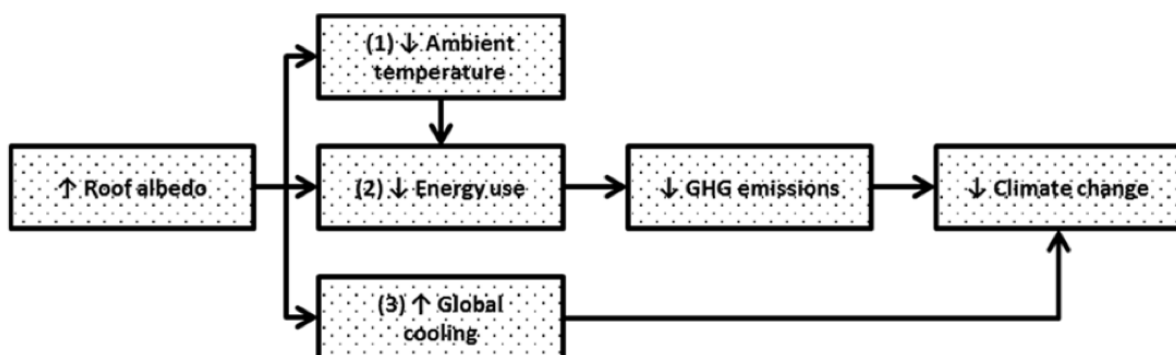 (1) ↓ Ambient
temperature
↑ Roof albedo
(2) ↓ Energy use
↓ GHG emissions
↓ Climate change
(3) ↑ Global
cooling